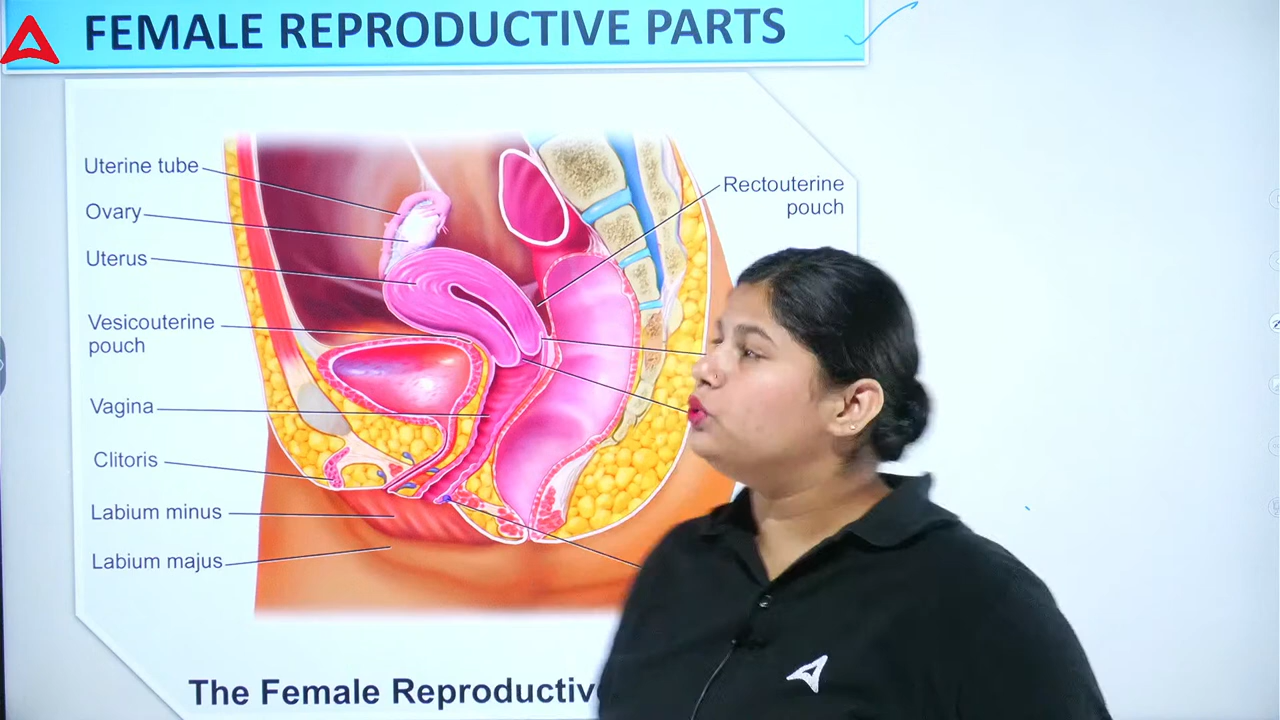 FEMALE REPRODUCTIVE PARTS
Uterine tube
Ovary
Uterus
Vesicouterine
pouch
Vagina
Clitoris
Labium minus
Labium majus
Rectouterine
pouch
The Female Reproductive